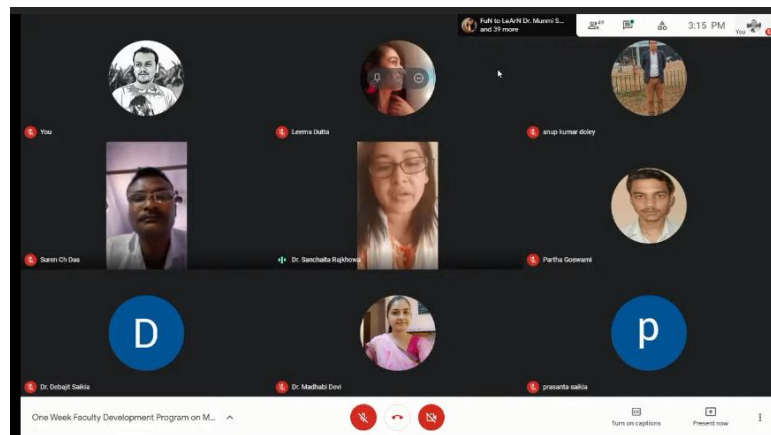 FuN to LeArN Dr. Munmi S...
and 39 more
49
3:15 PM
You
You
Leema Dutta
anup kumar doley
Suren Ch Das
Dr. Sanchaita Rajkhowa
Partha Goswami
D
p
Dr. Debajit Saikia
Dr. Madhabi Devi
prasanta saikia
One Week Faculty Development Program on M...
Turn on captions
Present now